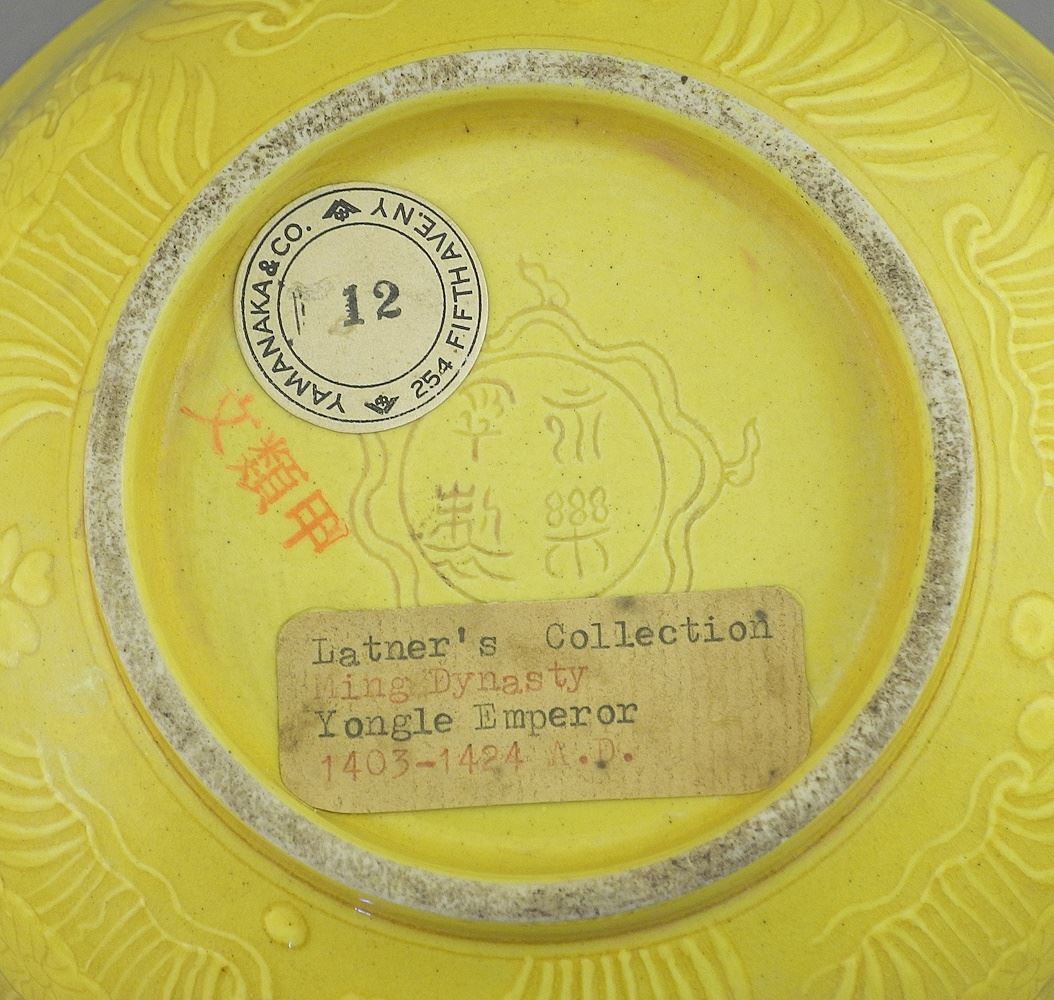 YAMANAKA & CO.
254 FIFTH AVE. NY
12
永樂
年製
文類甲
Latner's Collection
Ming Dynasty
Yongle Emperor
1403-1424 A.D.